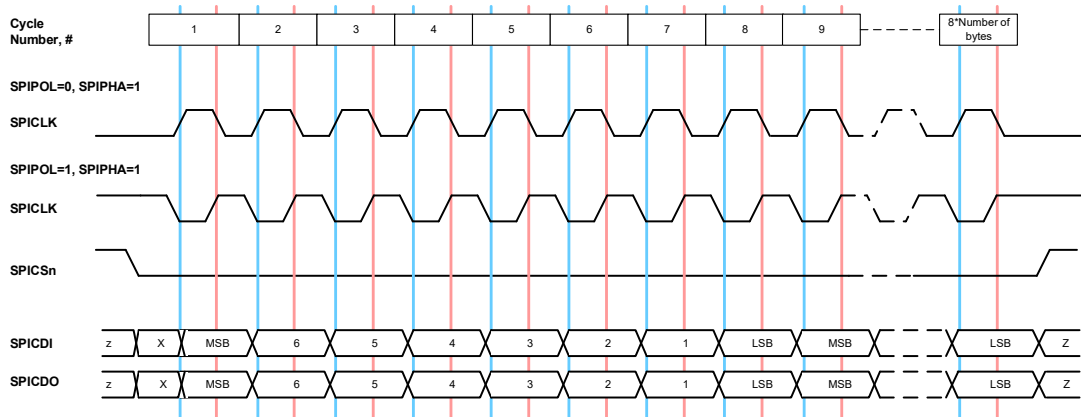 Cycle
Number, #
1 2 3 4 5 6 7 8 9
8*Number of
bytes
SPIPOL=0, SPIPHA=1
SPICLK
SPIPOL=1, SPIPHA=1
SPICLK
SPICSn
SPICDI z X MSB 6 5 4 3 2 1 LSB MSB LSB Z
SPICDO z X MSB 6 5 4 3 2 1 LSB MSB LSB Z